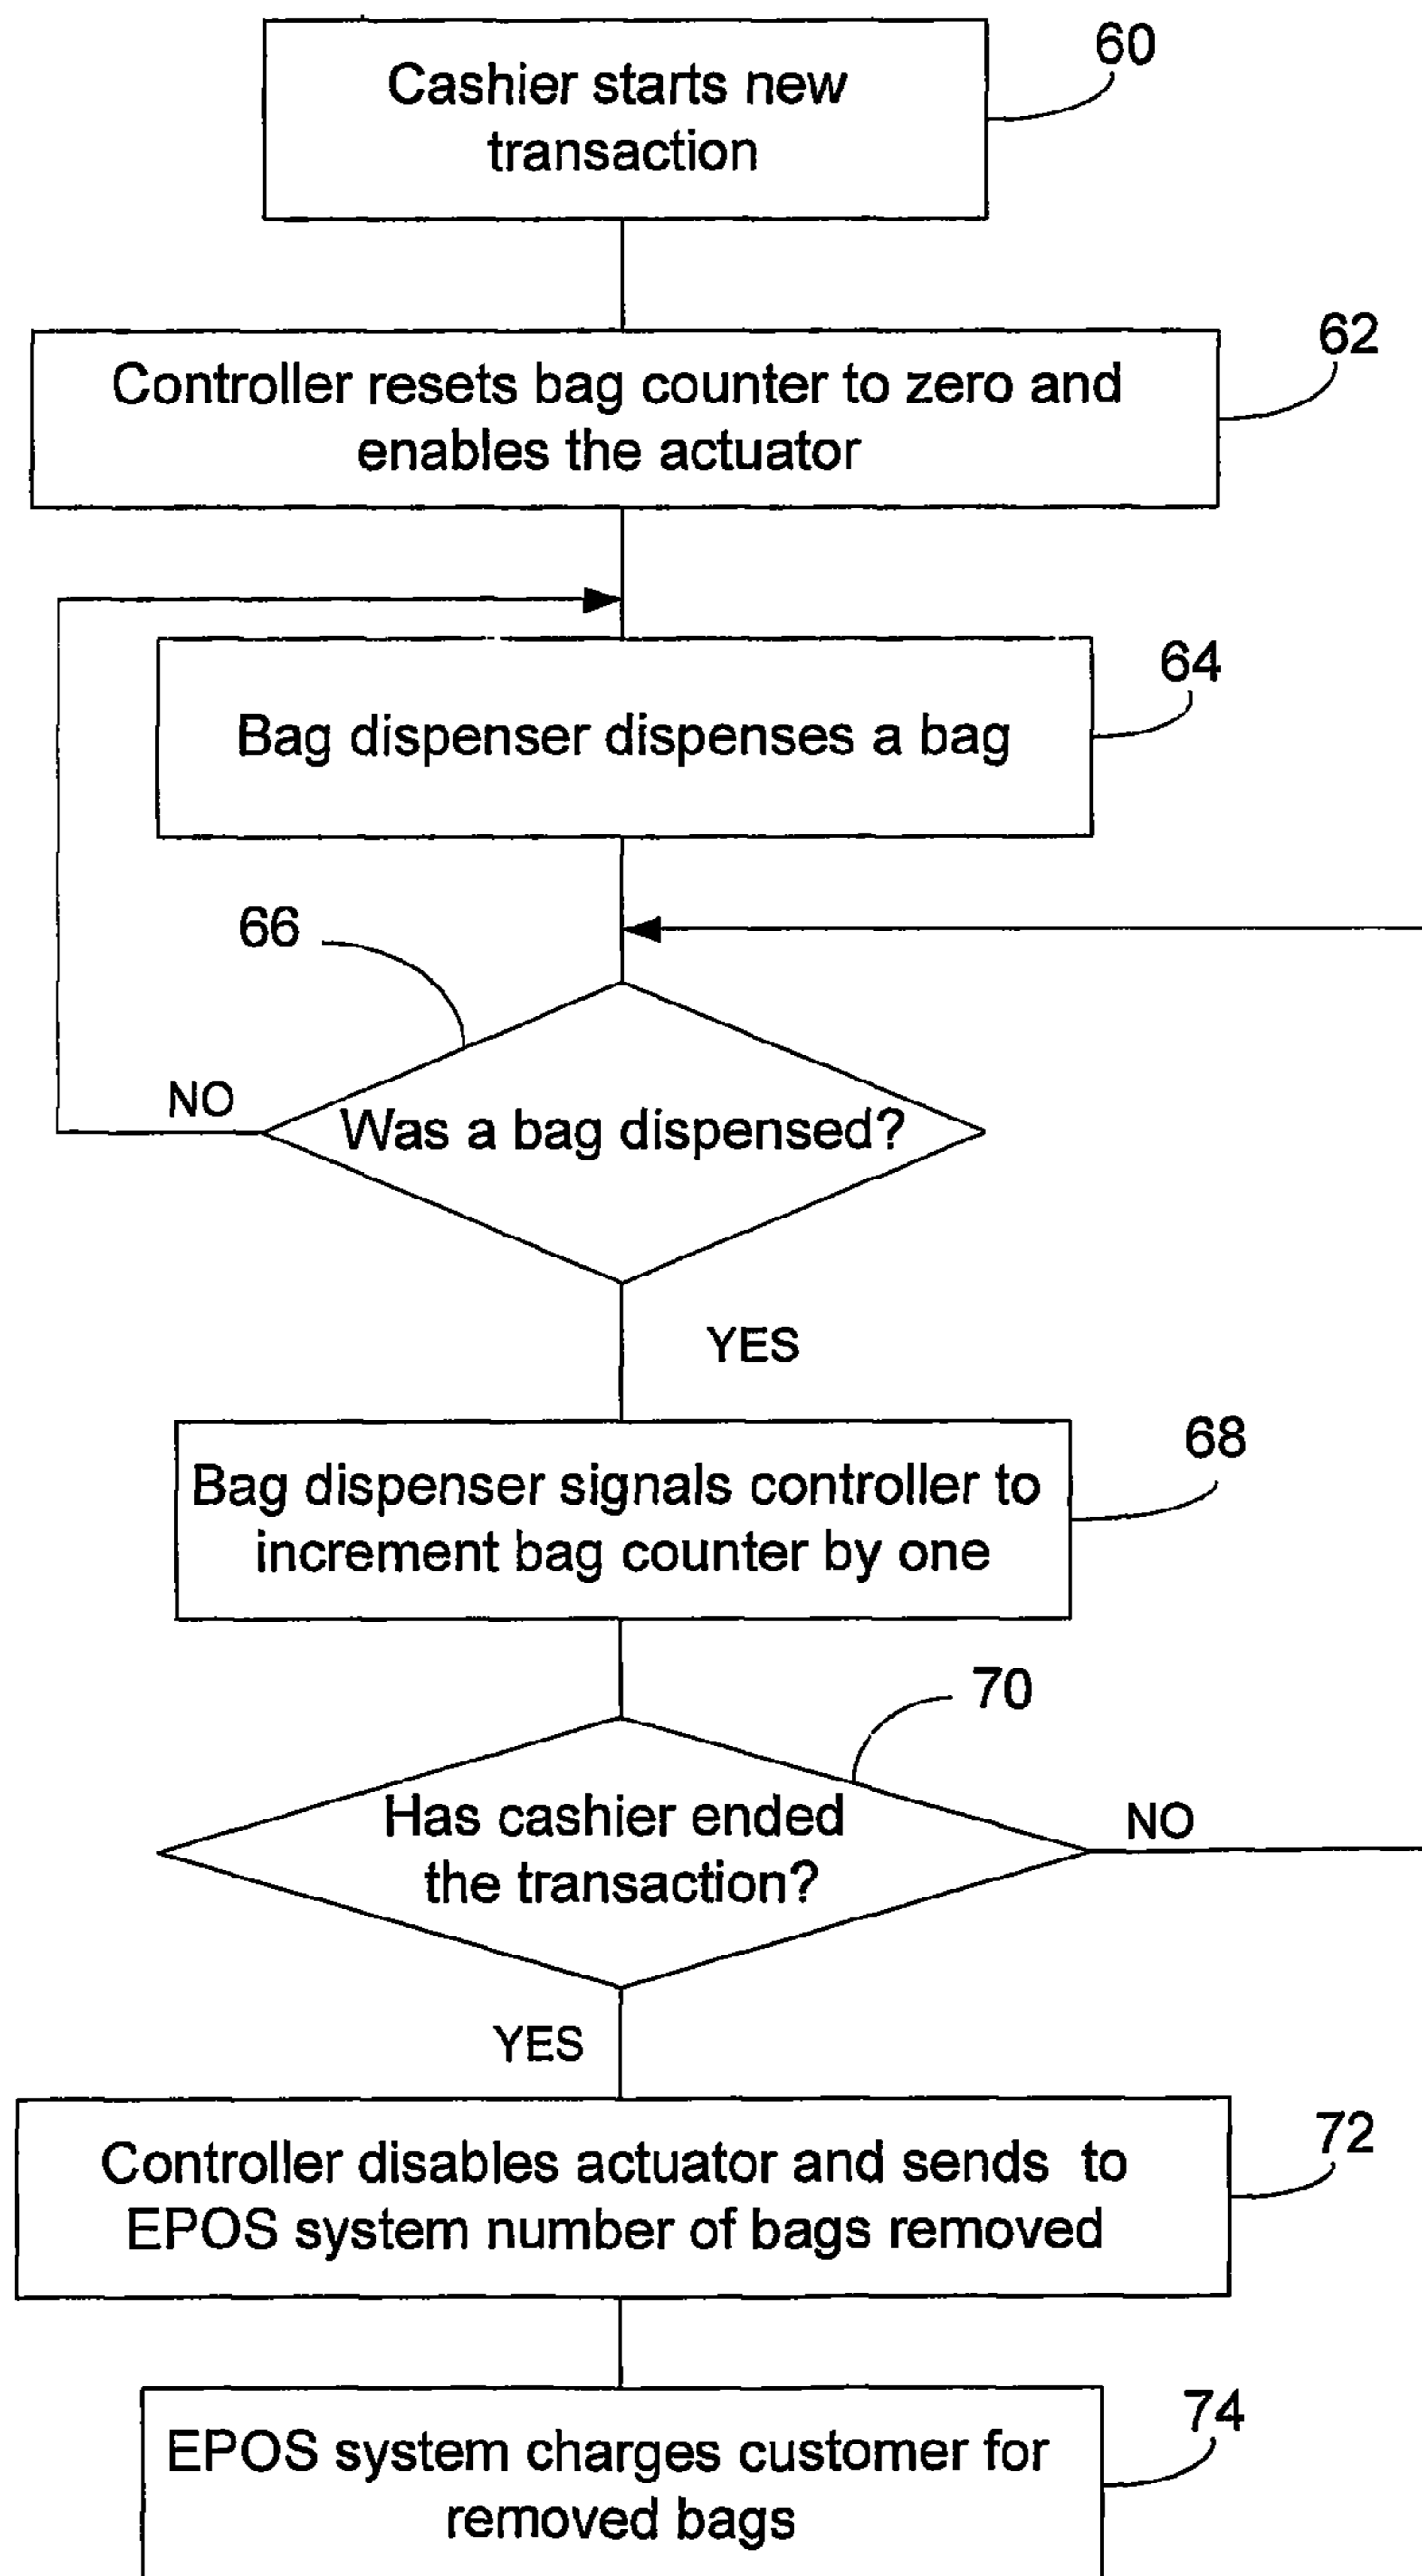 60
Cashier starts new
transaction
62
Controller resets bag counter to zero and
enables the actuator
64
Bag dispenser dispenses a bag
66
NO
Was a bag dispensed?
YES
68
Bag dispenser signals controller to
increment bag counter by one
70
Has cashier ended
the transaction?
NO
YES
72
Controller disables actuator and sends to
EPOS system number of bags removed
74
EPOS system charges customer for
removed bags